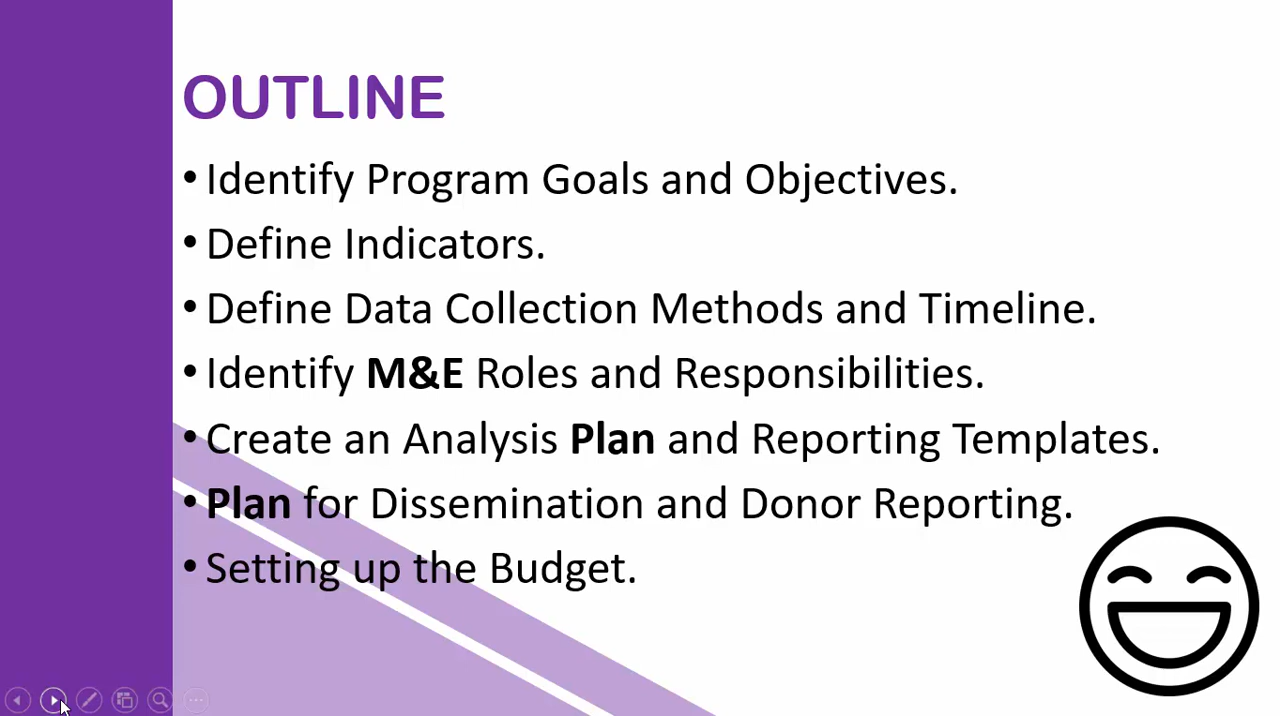 OUTLINE
• Identify Program Goals and Objectives.
• Define Indicators.
• Define Data Collection Methods and Timeline.
• Identify M&E Roles and Responsibilities.
• Create an Analysis Plan and Reporting Templates.
• Plan for Dissemination and Donor Reporting.
• Setting up the Budget.